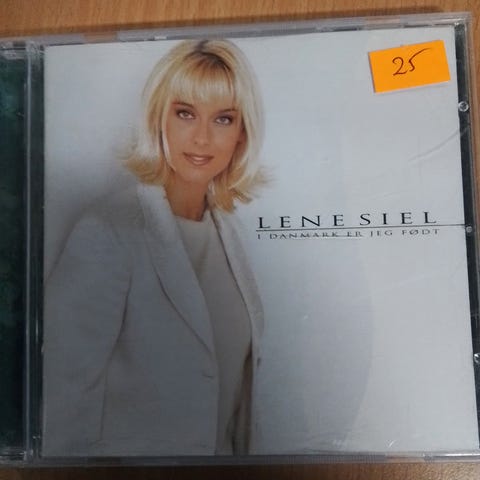 25
LENE SIEL
I DANMARK ER JEG FØDT